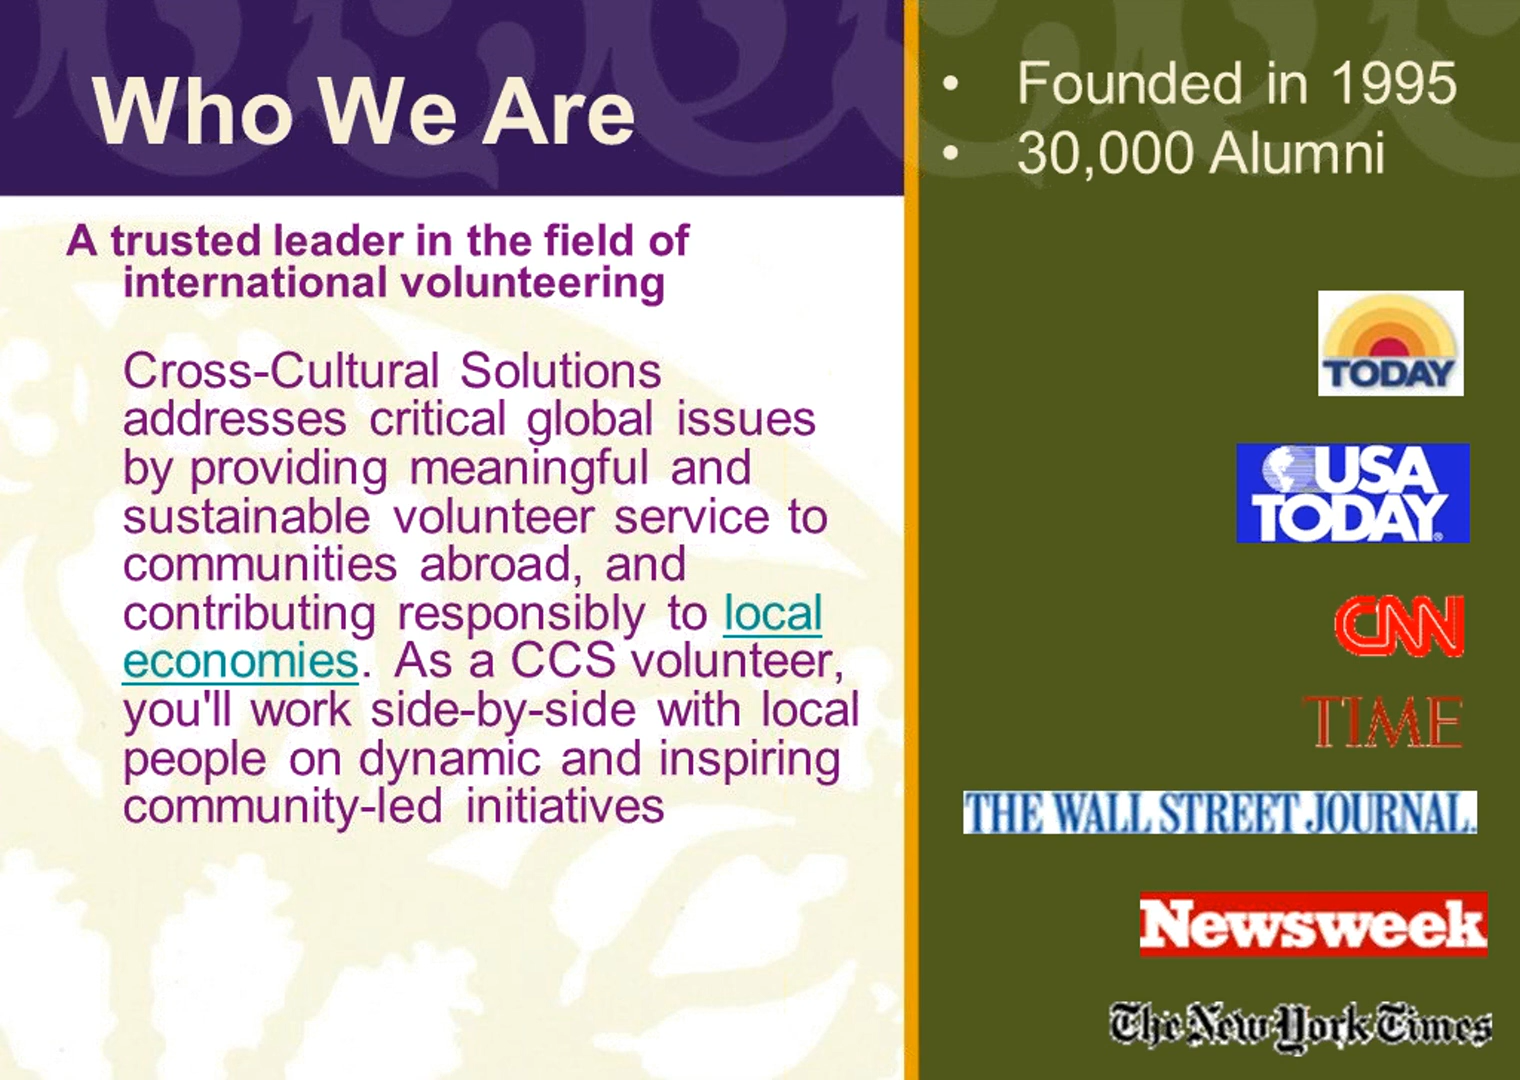 Who We Are
A trusted leader in the field of
international volunteering
Cross-Cultural Solutions
addresses critical global issues
by providing meaningful and
sustainable volunteer service to
communities abroad, and
contributing responsibly to local
economies. As a CCS volunteer,
you'll work side-by-side with local
people on dynamic and inspiring
community-led initiatives
• Founded in 1995
• 30,000 Alumni
TODAY
USA
TODAY®
CNN
TIME
THE WALL STREET JOURNAL.
Newsweek
The New York Times